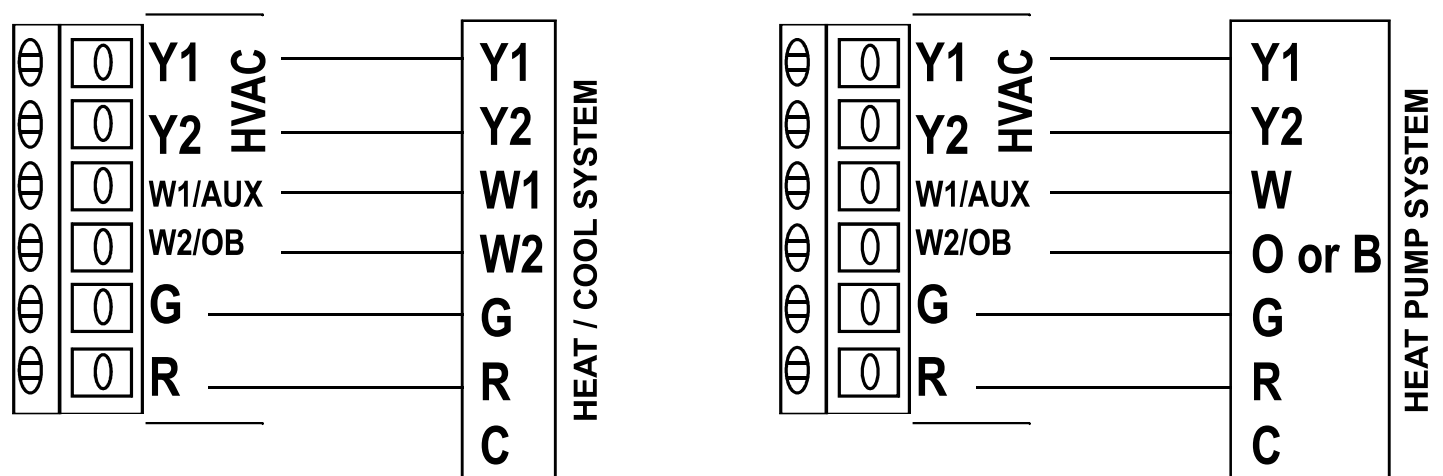 Y1
Y2
W1/AUX
W2/OB
G
R
HVAC
Y1
Y2
W1
W2
G
R
C
HEAT / COOL SYSTEM
Y1
Y2
W1/AUX
W2/OB
G
R
HVAC
Y1
Y2
W
O or B
G
R
C
HEAT PUMP SYSTEM